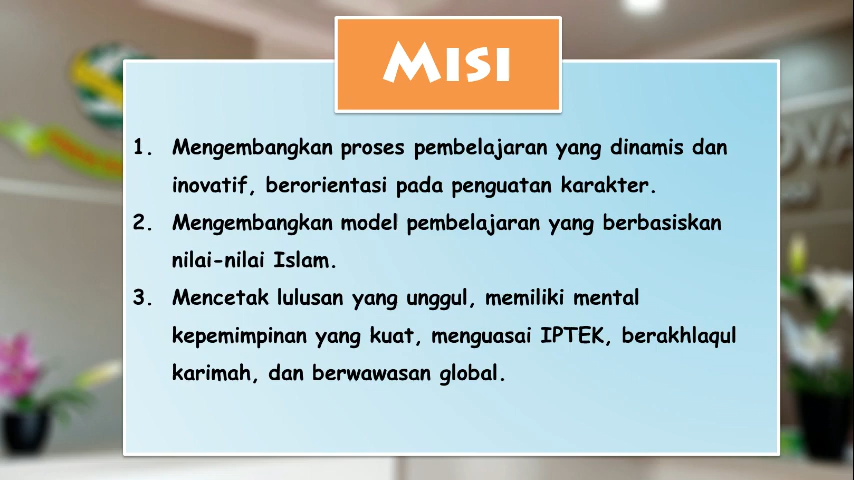 MISI
1. Mengembangkan proses pembelajaran yang dinamis dan
inovatif, berorientasi pada penguatan karakter.
2. Mengembangkan model pembelajaran yang berbasiskan
nilai-nilai Islam.
3. Mencetak lulusan yang unggul, memiliki mental
kepemimpinan yang kuat, menguasai IPTEK, berakhlaqul
karimah, dan berwawasan global.